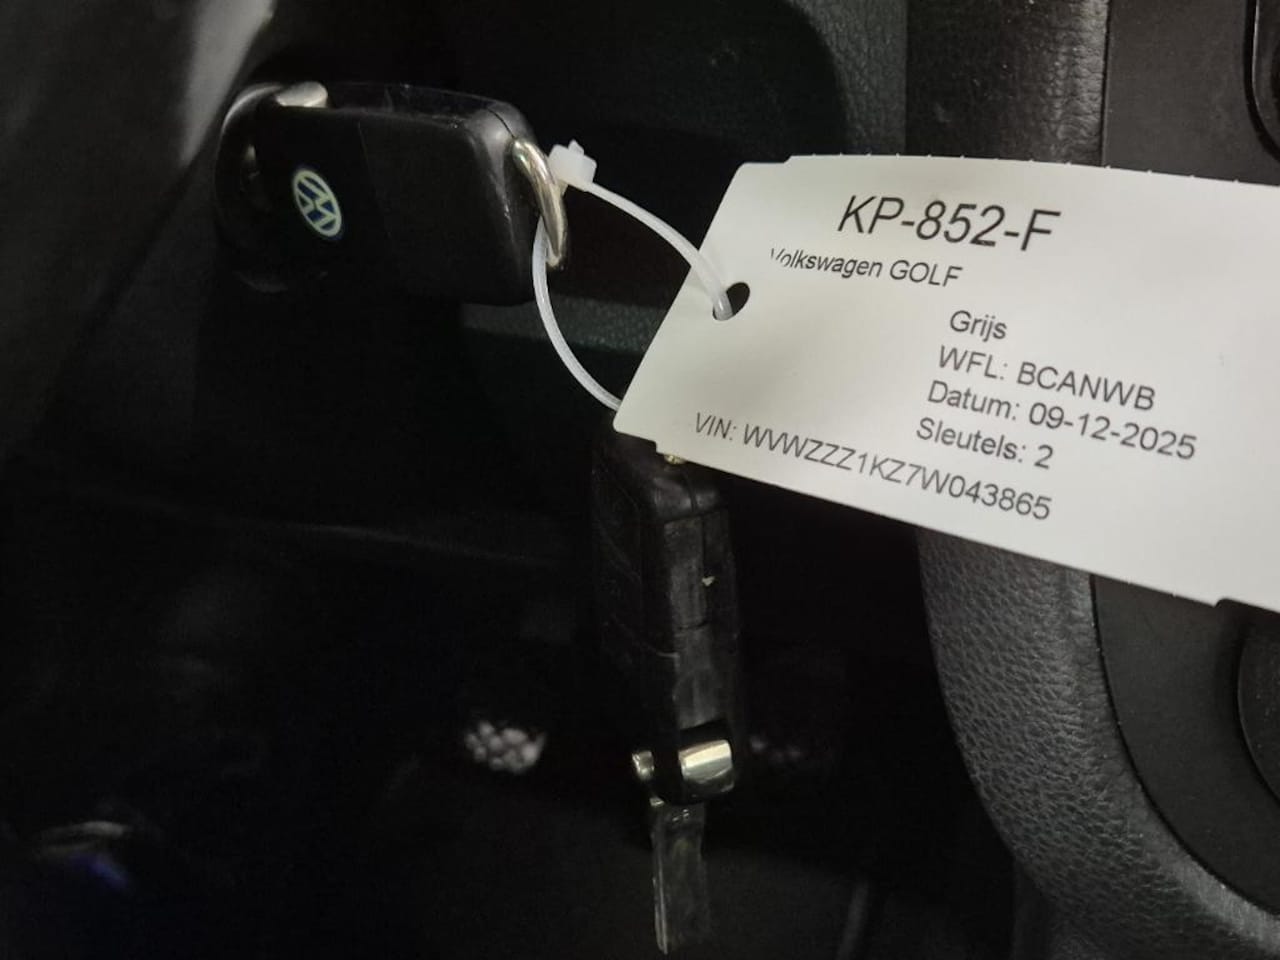 KP-852-F
Volkswagen GOLF
Grijs
WFL: BCANWB
Datum: 09-12-2025
Sleutels: 2
VIN: WVWZZZ1KZ7W043865